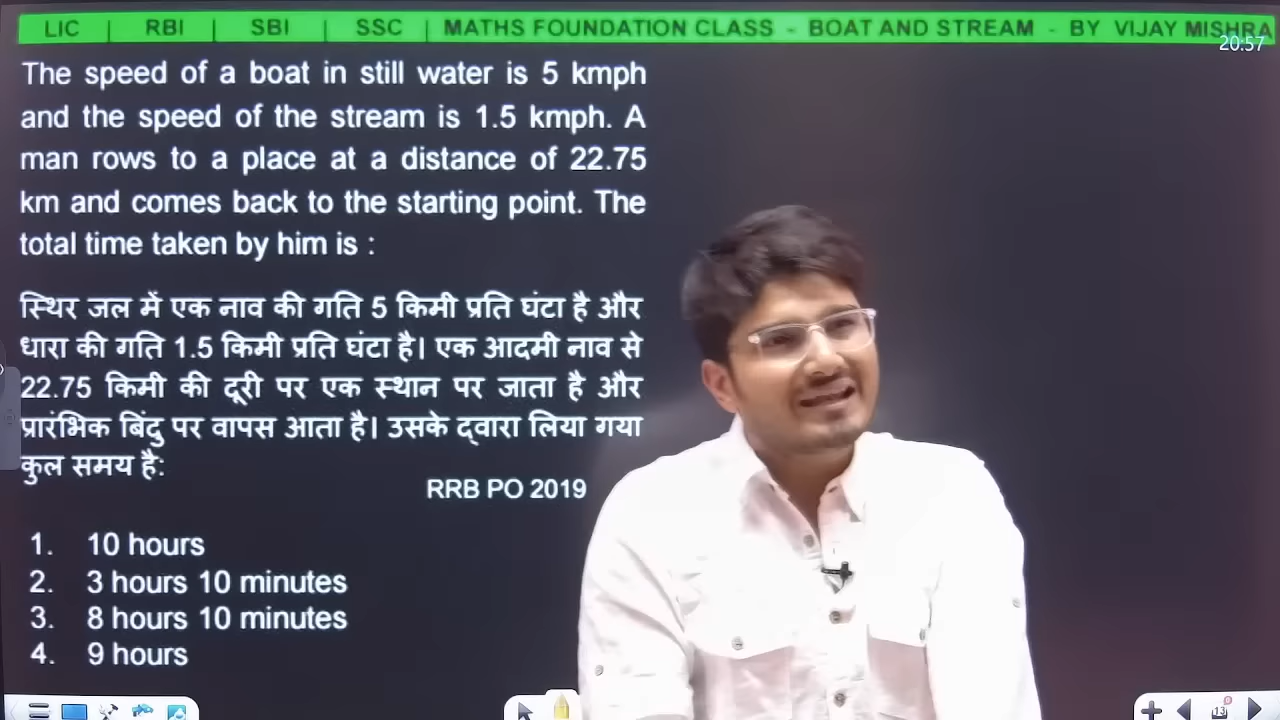 LIC | RBI | SBI | SSC | MATHS FOUNDATION CLASS - BOAT AND STREAM - BY VIJAY MISHRA
20:57
The speed of a boat in still water is 5 kmph
and the speed of the stream is 1.5 kmph. A
man rows to a place at a distance of 22.75
km and comes back to the starting point. The
total time taken by him is :
स्थिर जल में एक नाव की गति 5 किमी प्रति घंटा है और
धारा की गति 1.5 किमी प्रति घंटा है। एक आदमी नाव से
22.75 किमी की दूरी पर एक स्थान पर जाता है और
प्रारंभिक बिंदु पर वापस आता है। उसके द्वारा लिया गया
कुल समय है:
RRB PO 2019
1. 10 hours
2. 3 hours 10 minutes
3. 8 hours 10 minutes
4. 9 hours
13